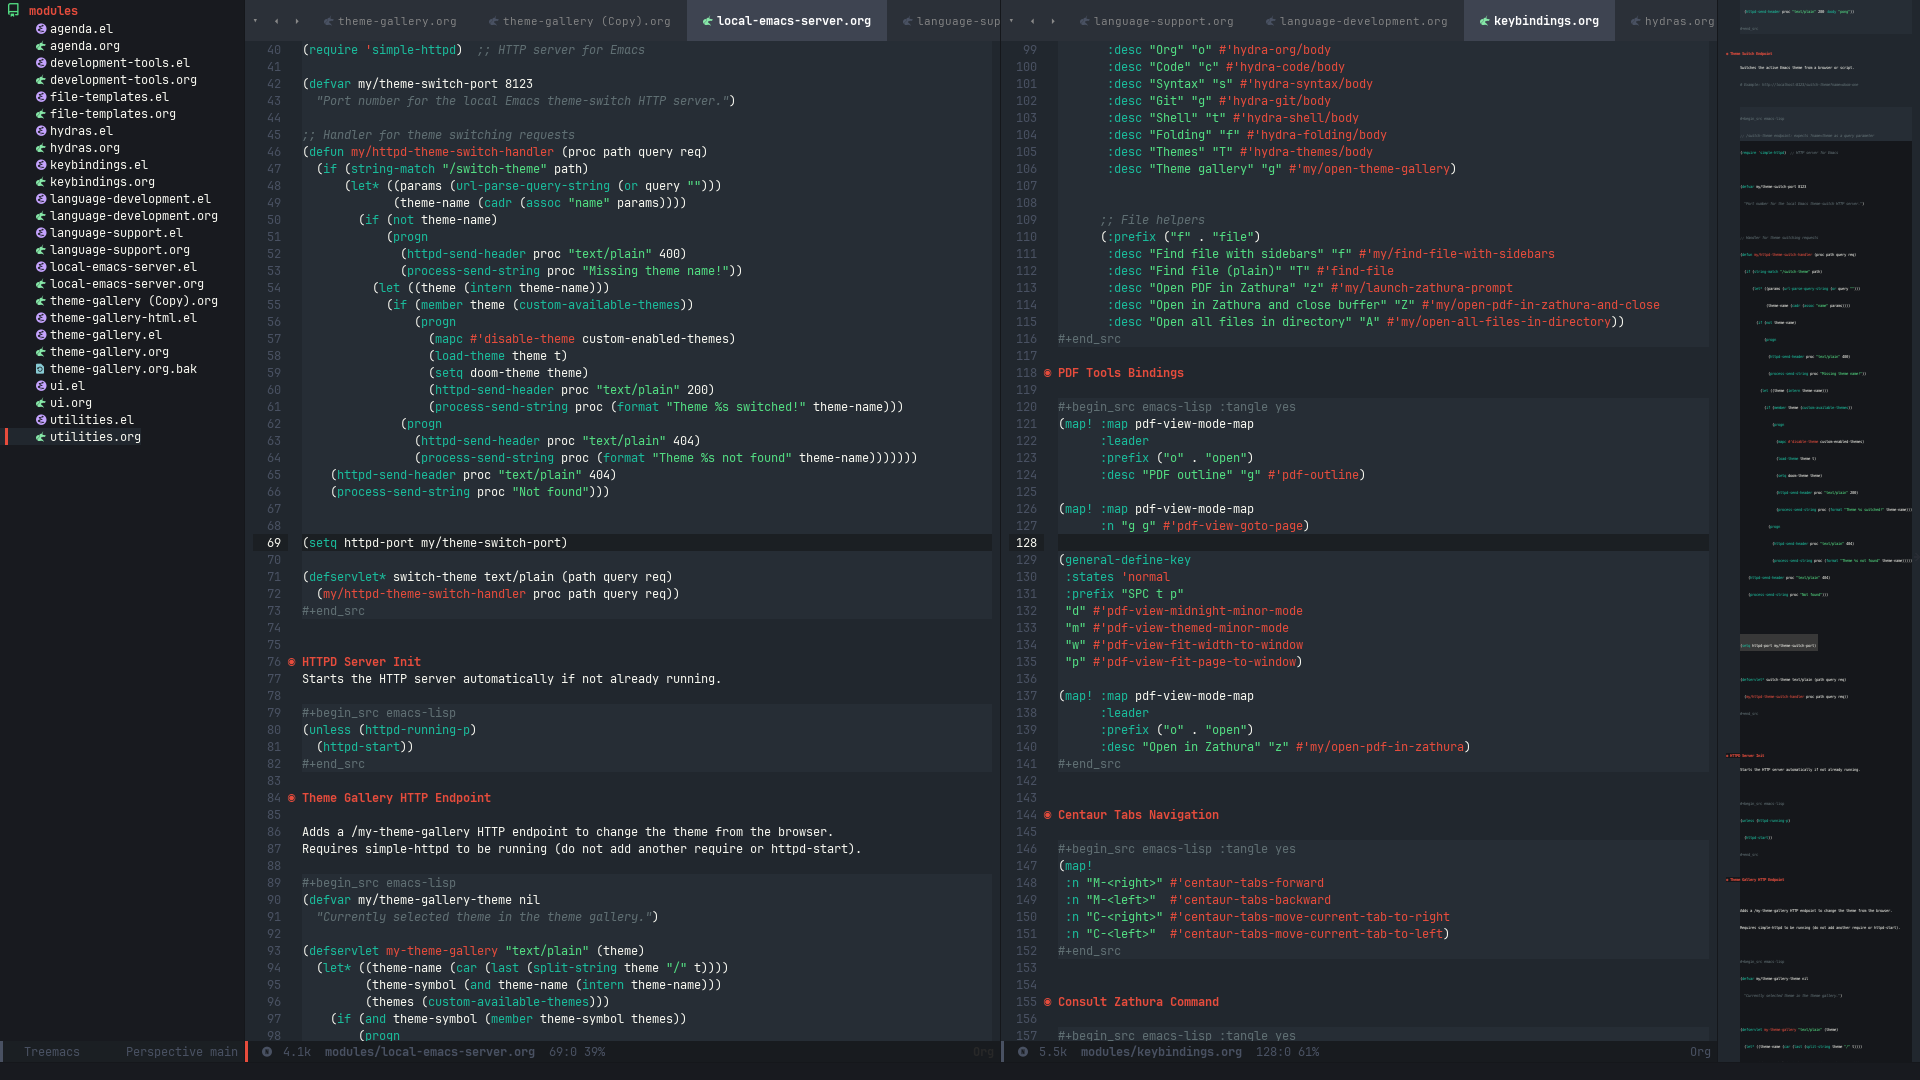 modules
agenda.el
agenda.org
development-tools.el
development-tools.org
file-templates.el
file-templates.org
hydras.el
hydras.org
keybindings.el
keybindings.org
language-development.el
language-development.org
language-support.el
language-support.org
local-emacs-server.el
local-emacs-server.org
theme-gallery (Copy).org
theme-gallery-html.el
theme-gallery.el
theme-gallery.org
theme-gallery.org.bak
ui.el
ui.org
utilities.el
utilities.org
Treemacs Perspective main
theme-gallery.org theme-gallery (Copy).org local-emacs-server.org language-sup
40 (require 'simple-httpd)  ;; HTTP server for Emacs
41
42 (defvar my/theme-switch-port 8123
43   "Port number for the local Emacs theme-switch HTTP server.")
44
45 ;; Handler for theme switching requests
46 (defun my/httpd-theme-switch-handler (proc path query req)
47   (if (string-match "/switch-theme" path)
48       (let* ((params (url-parse-query-string (or query "")))
49              (theme-name (cadr (assoc "name" params))))
50         (if (not theme-name)
51             (progn
52               (httpd-send-header proc "text/plain" 400)
53               (process-send-string proc "Missing theme name!"))
54           (let ((theme (intern theme-name)))
55             (if (member theme (custom-available-themes))
56                 (progn
57                   (mapc #'disable-theme custom-enabled-themes)
58                   (load-theme theme t)
59                   (setq doom-theme theme)
60                   (httpd-send-header proc "text/plain" 200)
61                   (process-send-string proc (format "Theme %s switched!" theme-name)))
62               (progn
63                 (httpd-send-header proc "text/plain" 404)
64                 (process-send-string proc (format "Theme %s not found" theme-name)))))))
65     (httpd-send-header proc "text/plain" 404)
66     (process-send-string proc "Not found")))
67
68
69 (setq httpd-port my/theme-switch-port)
70
71 (defservlet* switch-theme text/plain (path query req)
72   (my/httpd-theme-switch-handler proc path query req))
73 #+end_src
74
75
76 ◉ HTTPD Server Init
77 Starts the HTTP server automatically if not already running.
78
79 #+begin_src emacs-lisp
80 (unless (httpd-running-p)
81   (httpd-start))
82 #+end_src
83
84 ◉ Theme Gallery HTTP Endpoint
85
86 Adds a /my-theme-gallery HTTP endpoint to change the theme from the browser.
87 Requires simple-httpd to be running (do not add another require or httpd-start).
88
89 #+begin_src emacs-lisp
90 (defvar my/theme-gallery-theme nil
91   "Currently selected theme in the theme gallery.")
92
93 (defservlet my-theme-gallery "text/plain" (theme)
94   (let* ((theme-name (car (last (split-string theme "/" t))))
95          (theme-symbol (and theme-name (intern theme-name)))
96          (themes (custom-available-themes)))
97     (if (and theme-symbol (member theme-symbol themes))
98         (progn
4.1k modules/local-emacs-server.org 69:0 39% Org
language-support.org language-development.org keybindings.org hydras.org
99        :desc "Org" "o" #'hydra-org/body
100        :desc "Code" "c" #'hydra-code/body
101        :desc "Syntax" "s" #'hydra-syntax/body
102        :desc "Git" "g" #'hydra-git/body
103        :desc "Shell" "t" #'hydra-shell/body
104        :desc "Folding" "f" #'hydra-folding/body
105        :desc "Themes" "T" #'hydra-themes/body
106        :desc "Theme gallery" "g" #'my/open-theme-gallery)
107
108
109       ;; File helpers
110       (:prefix ("f" . "file")
111        :desc "Find file with sidebars" "f" #'my/find-file-with-sidebars
112        :desc "Find file (plain)" "T" #'find-file
113        :desc "Open PDF in Zathura" "z" #'my/launch-zathura-prompt
114        :desc "Open in Zathura and close buffer" "Z" #'my/open-pdf-in-zathura-and-close
115        :desc "Open all files in directory" "A" #'my/open-all-files-in-directory))
116 #+end_src
117
118 ◉ PDF Tools Bindings
119
120 #+begin_src emacs-lisp :tangle yes
121 (map! :map pdf-view-mode-map
122       :leader
123       :prefix ("o" . "open")
124       :desc "PDF outline" "g" #'pdf-outline)
125
126 (map! :map pdf-view-mode-map
127       :n "g g" #'pdf-view-goto-page)
128
129 (general-define-key
130  :states 'normal
131  :prefix "SPC t p"
132  "d" #'pdf-view-midnight-minor-mode
133  "m" #'pdf-view-themed-minor-mode
134  "w" #'pdf-view-fit-width-to-window
135  "p" #'pdf-view-fit-page-to-window)
136
137 (map! :map pdf-view-mode-map
138       :leader
139       :prefix ("o" . "open")
140       :desc "Open in Zathura" "z" #'my/open-pdf-in-zathura)
141 #+end_src
142
143
144 ◉ Centaur Tabs Navigation
145
146 #+begin_src emacs-lisp :tangle yes
147 (map!
148  :n "M-<right>" #'centaur-tabs-forward
149  :n "M-<left>"  #'centaur-tabs-backward
150  :n "C-<right>" #'centaur-tabs-move-current-tab-to-right
151  :n "C-<left>"  #'centaur-tabs-move-current-tab-to-left)
152 #+end_src
153
154
155 ◉ Consult Zathura Command
156
157 #+begin_src emacs-lisp :tangle yes
5.5k modules/keybindings.org 128:0 61% Org